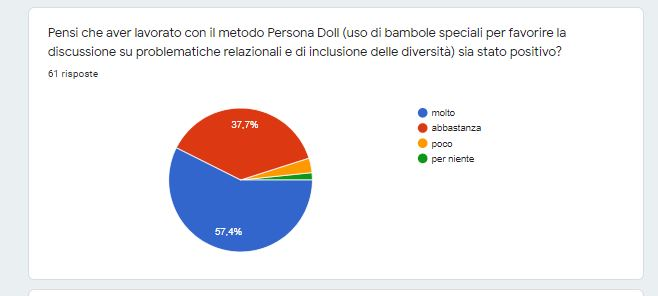 Pensi che aver lavorato con il metodo Persona Doll (uso di bambole speciali per favorire la
discussione su problematiche relazionali e di inclusione delle diversità) sia stato positivo?
61 risposte
37,7%
57,4%
molto
abbastanza
poco
per niente